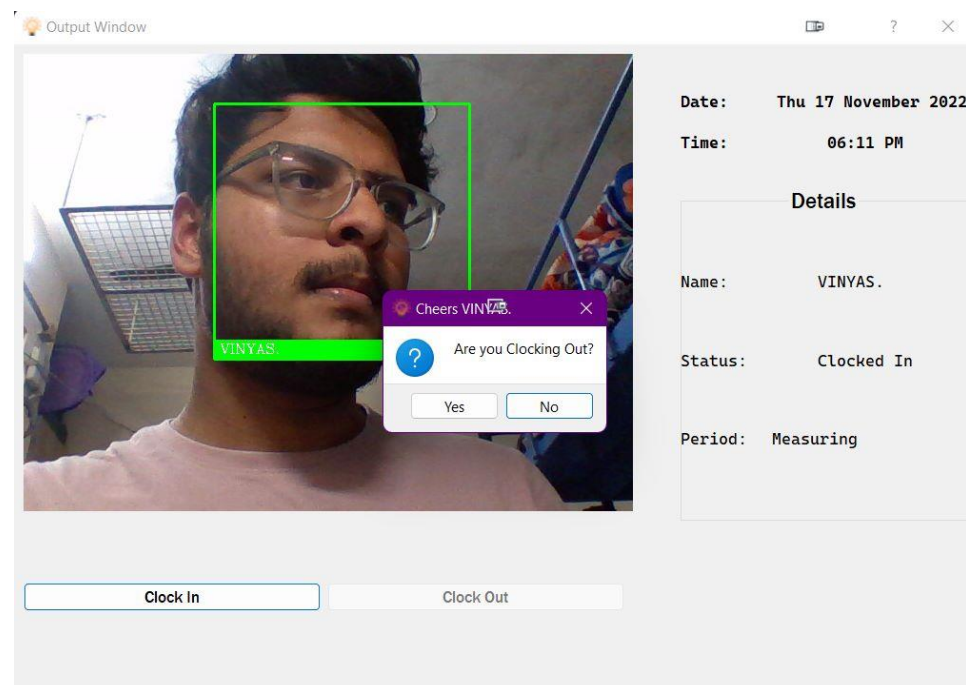 Output Window
?
Date: Thu 17 November 2022
Time: 06:11 PM
Details
Name: VINYAS.
Status: Clocked In
Period: Measuring
VINYAS.
Cheers VINYAS.
Are you Clocking Out?
?
Yes No
Clock In Clock Out